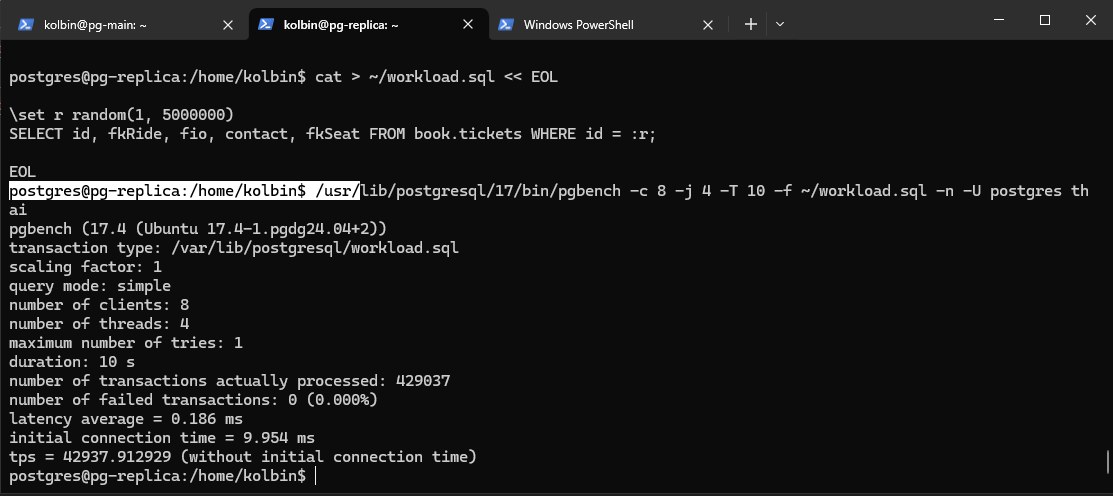 kolbin@pg-main: ~
kolbin@pg-replica: ~
Windows PowerShell
postgres@pg-replica:/home/kolbin$ cat > ~/workload.sql << EOL
\set r random(1, 5000000)
SELECT id, fkRide, fio, contact, fkSeat FROM book.tickets WHERE id = :r;
EOL
postgres@pg-replica:/home/kolbin$ /usr/lib/postgresql/17/bin/pgbench -c 8 -j 4 -T 10 -f ~/workload.sql -n -U postgres th
ai
pgbench (17.4 (Ubuntu 17.4-1.pgdg24.04+2))
transaction type: /var/lib/postgresql/workload.sql
scaling factor: 1
query mode: simple
number of clients: 8
number of threads: 4
maximum number of tries: 1
duration: 10 s
number of transactions actually processed: 429037
number of failed transactions: 0 (0.000%)
latency average = 0.186 ms
initial connection time = 9.954 ms
tps = 42937.912929 (without initial connection time)
postgres@pg-replica:/home/kolbin$